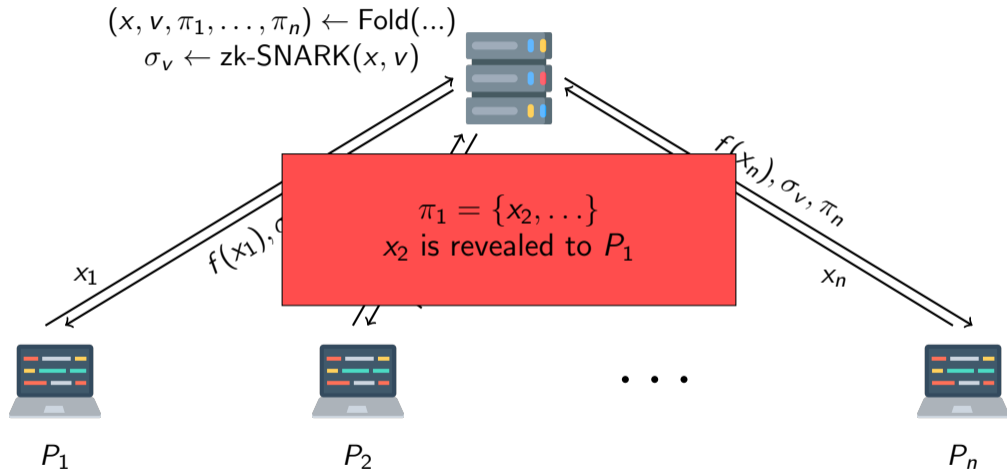 (x, v, π₁, . . . , πₙ) ← Fold(...)
σᵥ ← zk-SNARK(x, v)
f(xₙ), σᵥ, πₙ
π₁ = {x₂, . . .}
x₂ is revealed to P₁
x₁
f(x₁),
xₙ
. . .
P₁
P₂
Pₙ